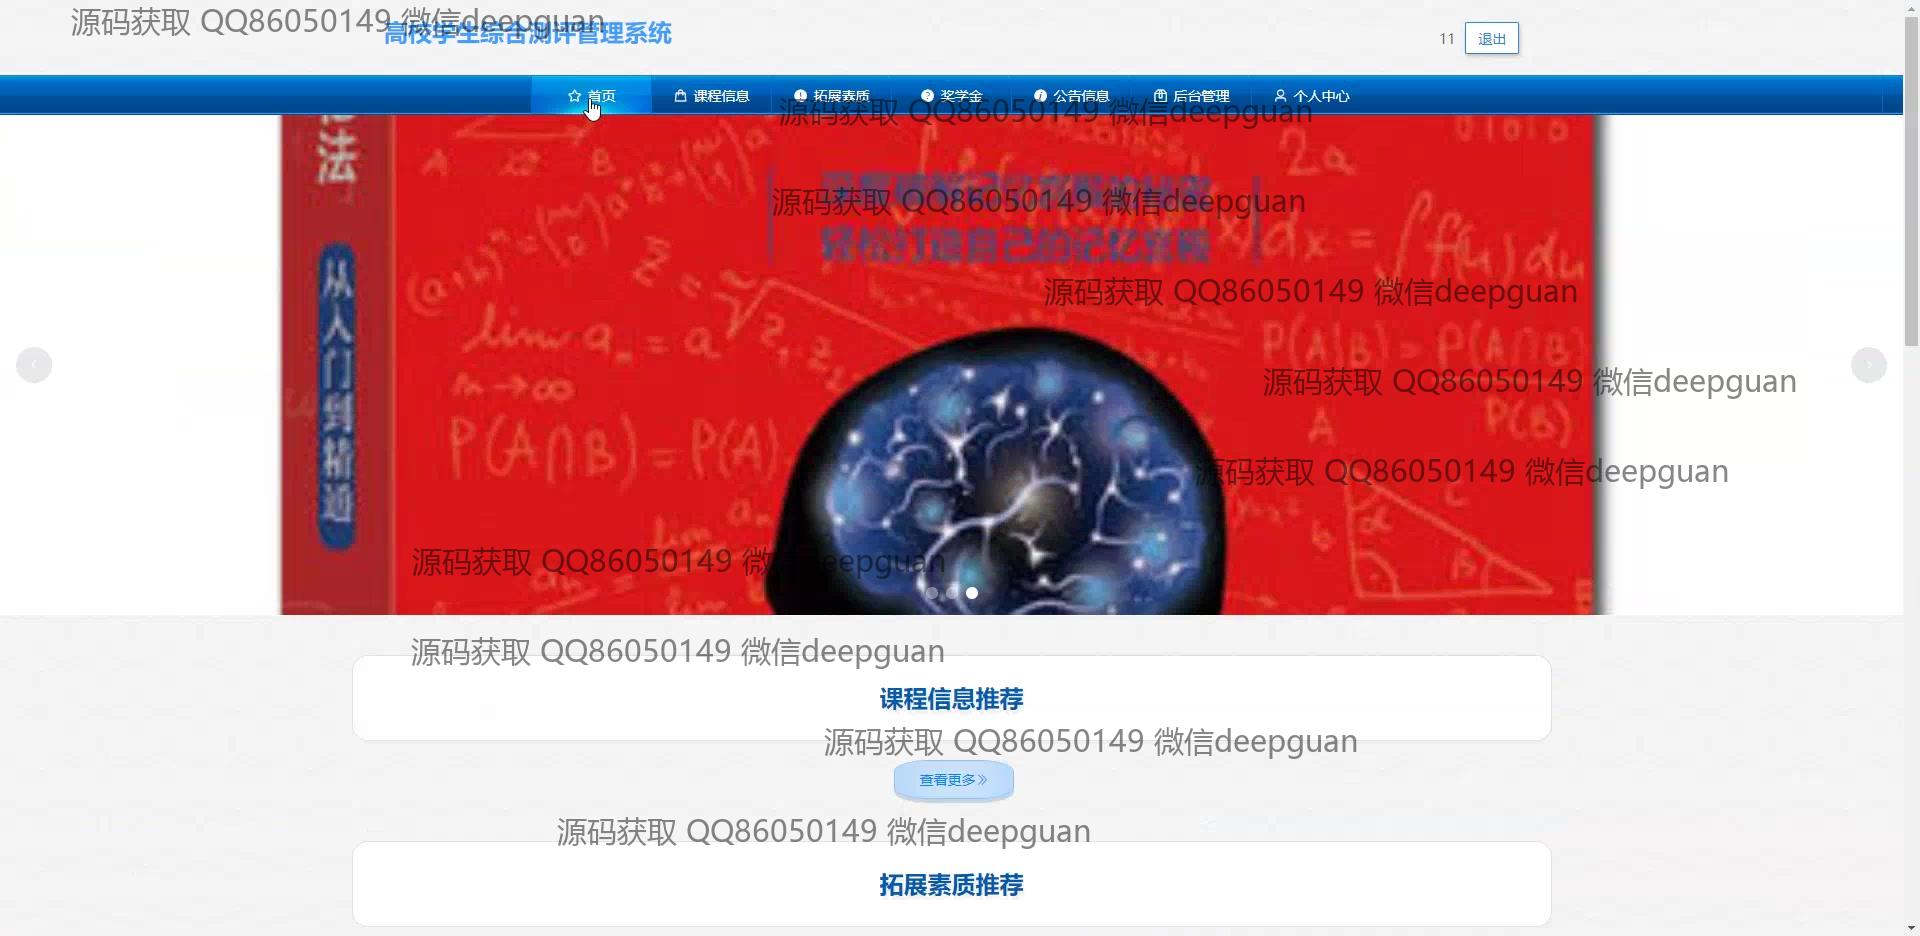 源码获取 QQ86050149 微信deepguan
高校学生综合测评管理系统
11
退出
首页
课程信息
拓展素质
奖学金
公告信息
后台管理
个人中心
源码获取 QQ86050149 微信deepguan
法
源码获取 QQ86050149 微信deepguan
轻松打造自己的记忆宫殿
从入门到精通
源码获取 QQ86050149 微信deepguan
源码获取 QQ86050149 微信deepguan
源码获取 QQ86050149 微信deepguan
P(A∩B) = P(A)
源码获取 QQ86050149 微信deepguan
源码获取 QQ86050149 微信deepguan
课程信息推荐
源码获取 QQ86050149 微信deepguan
查看更多》
源码获取 QQ86050149 微信deepguan
拓展素质推荐